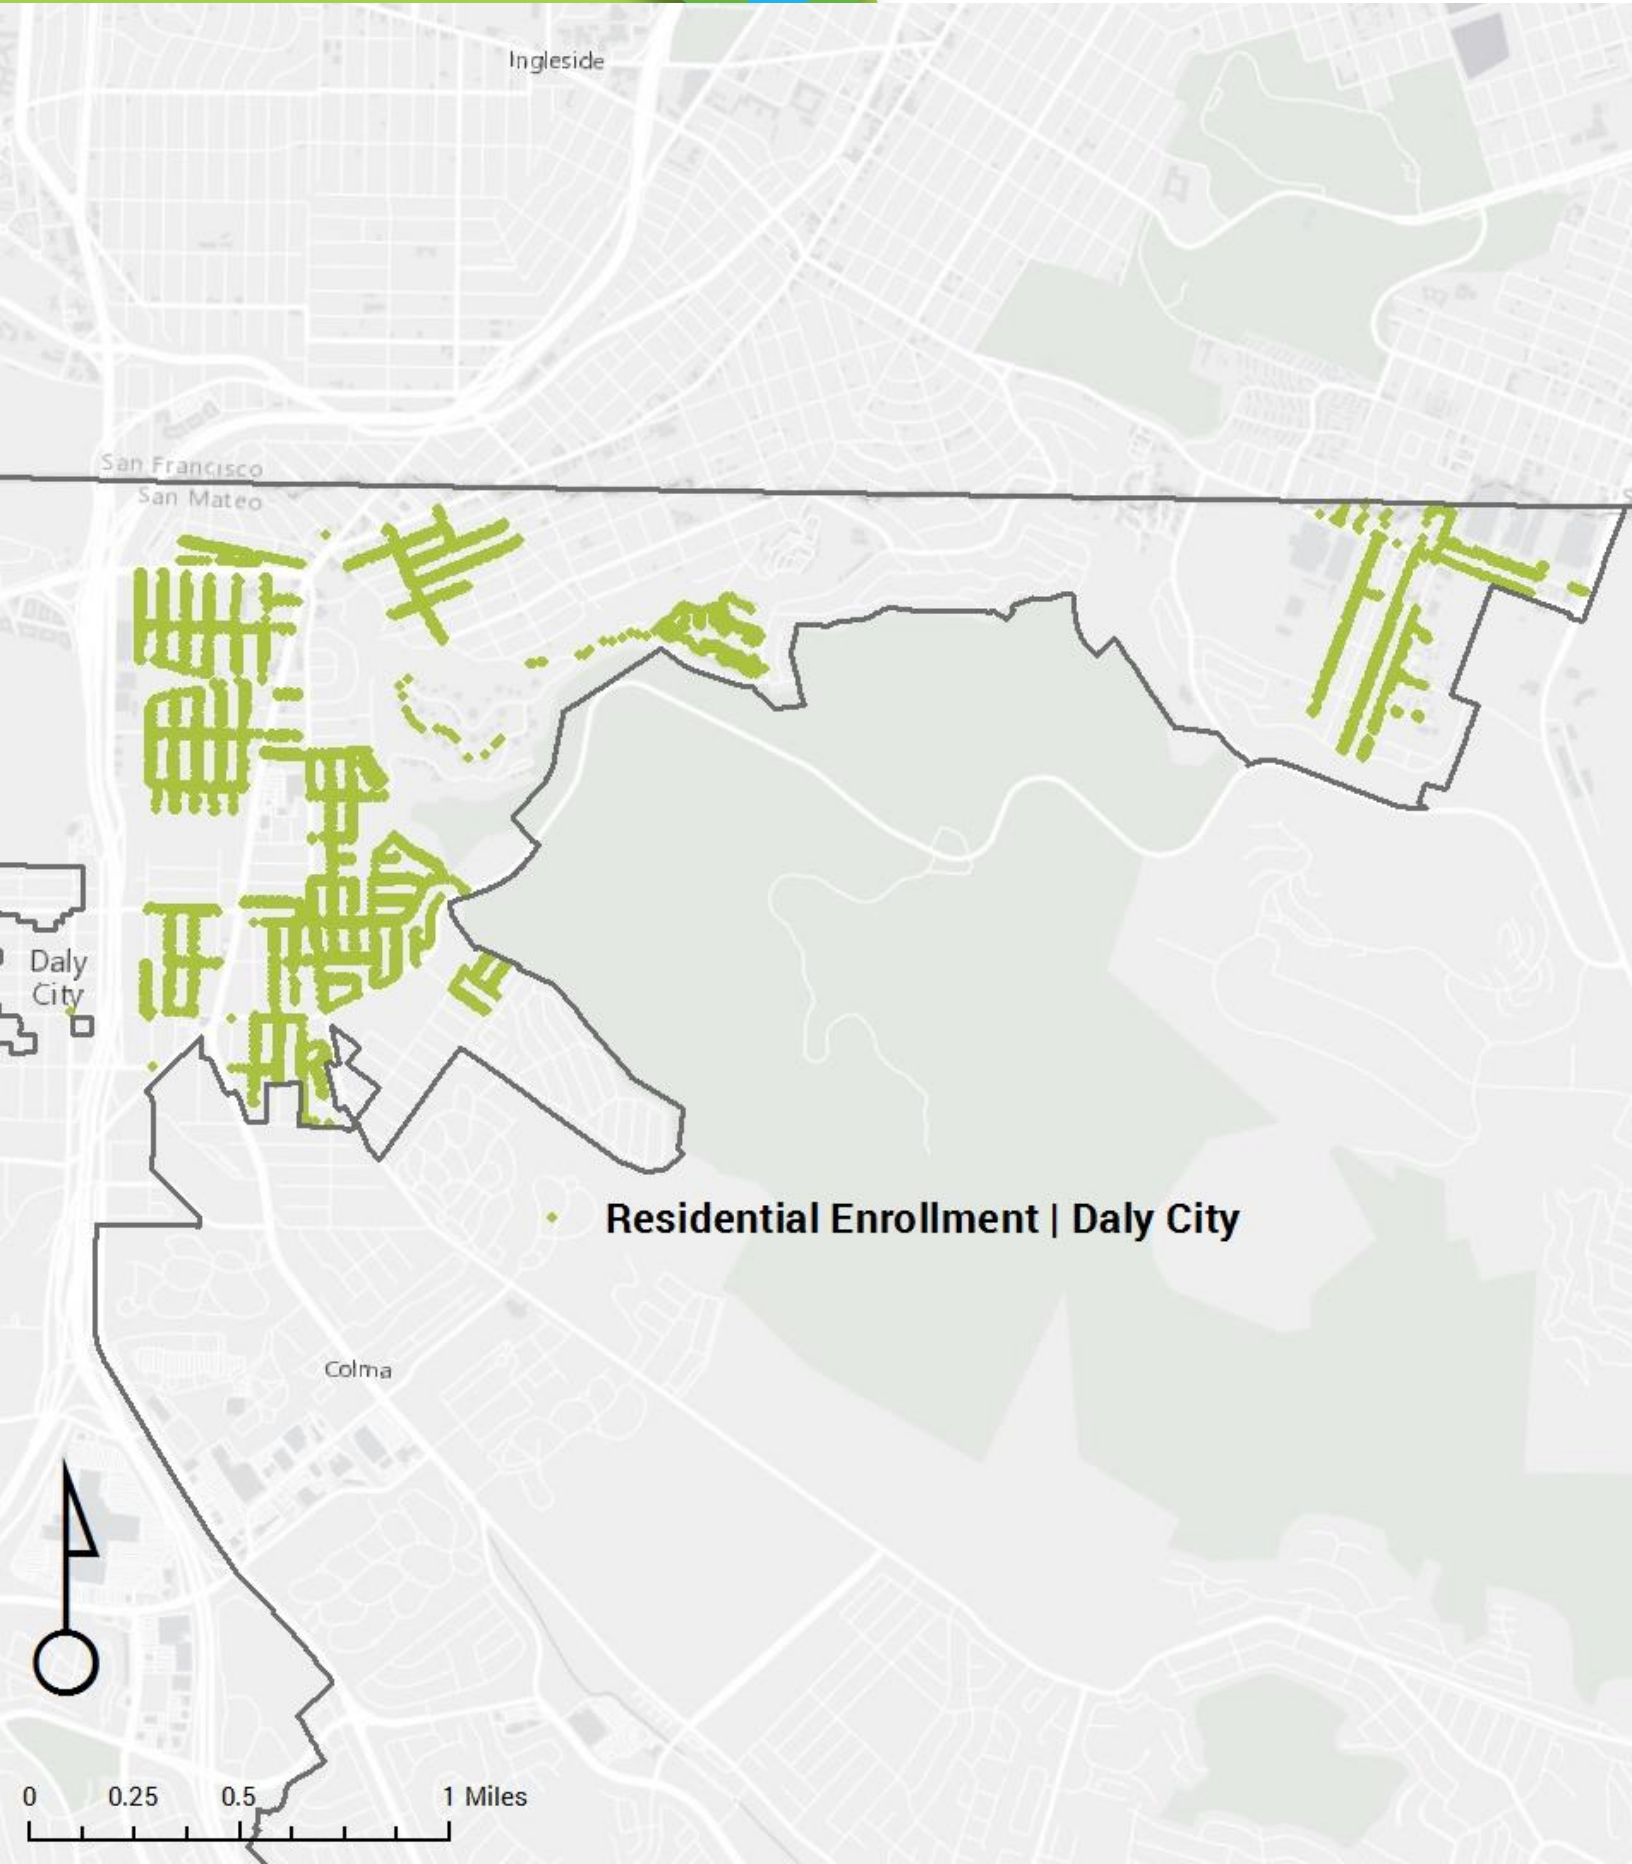 Ingleside
San Francisco
San Mateo
Daly
City
Residential Enrollment | Daly City
Colma
0 0.25 0.5 1 Miles